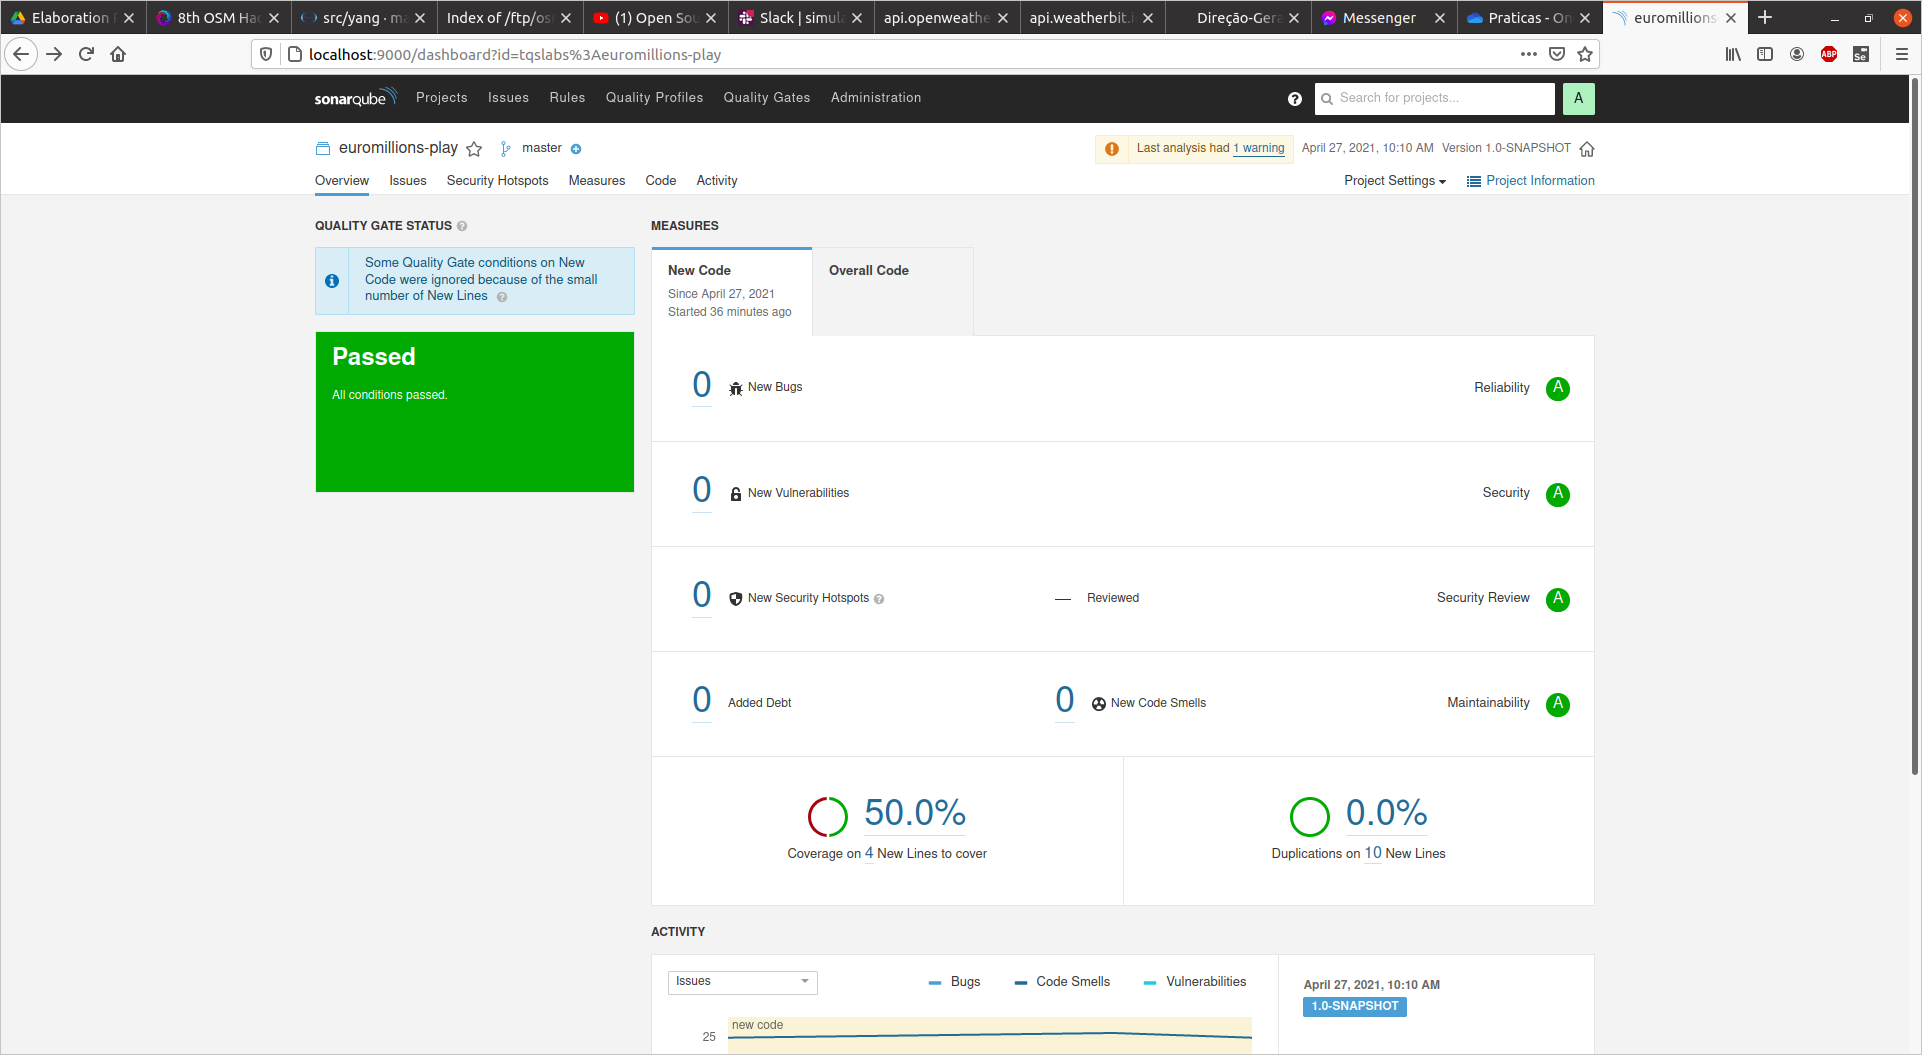 Elaboration
8th OSM Hac
src/yang · ma
Index of /ftp/os
(1) Open Sou
Slack | simula
api.openweathe
api.weatherbit.i
Direção-Gera
Messenger
Praticas - On
euromillions-
localhost:9000/dashboard?id=tqslabs%3Aeuromillions-play
ABP
Se
sonarqube
Projects
Issues
Rules
Quality Profiles
Quality Gates
Administration
?
Search for projects...
A
euromillions-play
master
Last analysis had 1 warning
April 27, 2021, 10:10 AM
Version 1.0-SNAPSHOT
Overview
Issues
Security Hotspots
Measures
Code
Activity
Project Settings
Project Information
QUALITY GATE STATUS ?
Some Quality Gate conditions on New
Code were ignored because of the small
number of New Lines ?
Passed
All conditions passed.
MEASURES
New Code
Since April 27, 2021
Started 36 minutes ago
Overall Code
0 New Bugs
Reliability A
0 New Vulnerabilities
Security A
0 New Security Hotspots ?
— Reviewed
Security Review A
0 Added Debt
0 New Code Smells
Maintainability A
50.0%
Coverage on 4 New Lines to cover
0.0%
Duplications on 10 New Lines
ACTIVITY
Issues
Bugs
Code Smells
Vulnerabilities
new code
25
April 27, 2021, 10:10 AM
1.0-SNAPSHOT